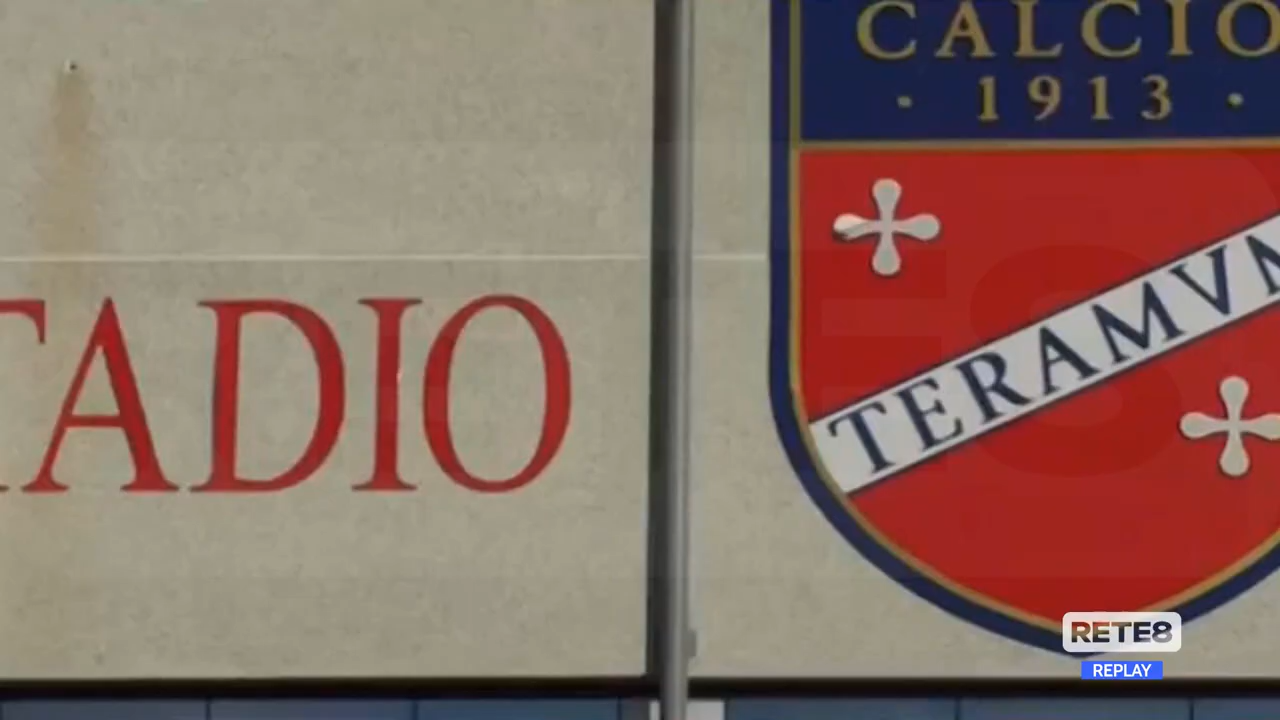 TADIO
CALCIO
· 1913 ·
TERAMVM
RETE8
REPLAY